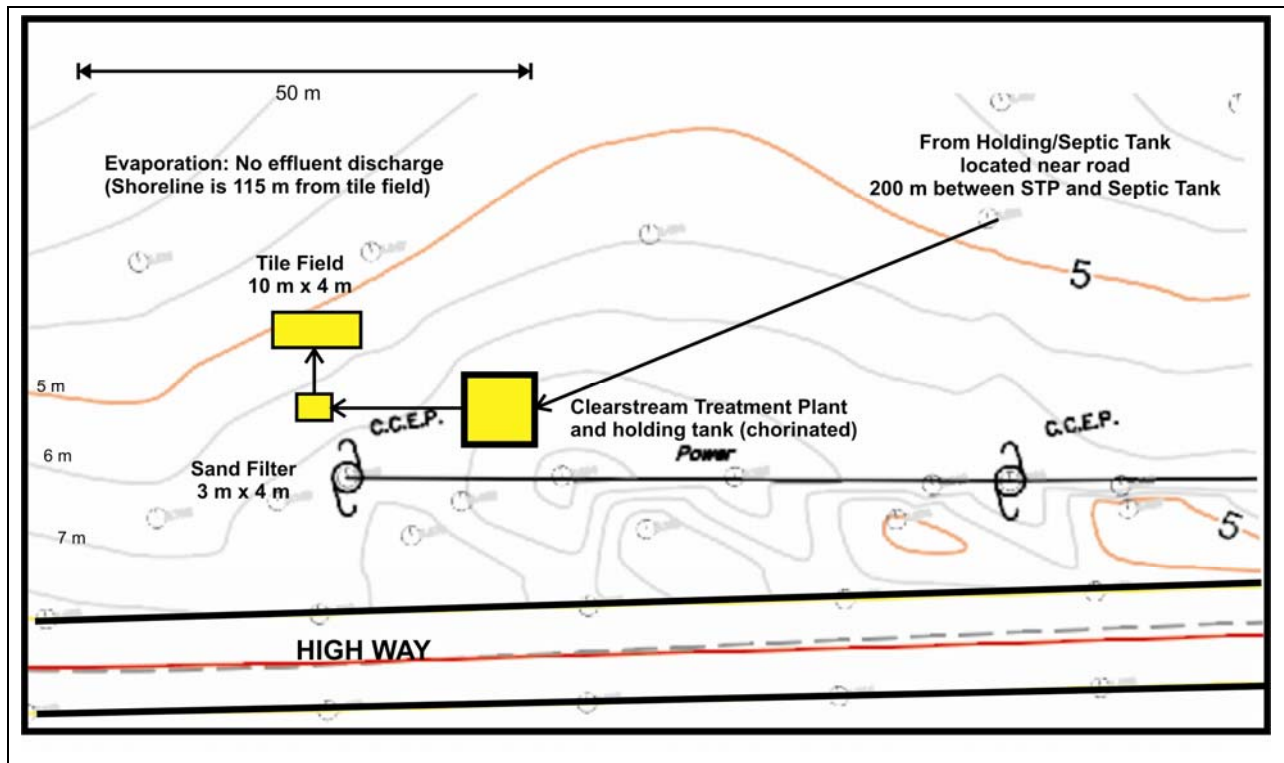 50 m
Evaporation: No effluent discharge
(Shoreline is 115 m from tile field)
From Holding/Septic Tank
located near road
200 m between STP and Septic Tank
Tile Field
10 m x 4 m
5
5 m
C.C.E.P.
Clearstream Treatment Plant
and holding tank (chorinated)
C.C.E.P.
Power
6 m
Sand Filter
3 m x 4 m
7 m
5
HIGH WAY